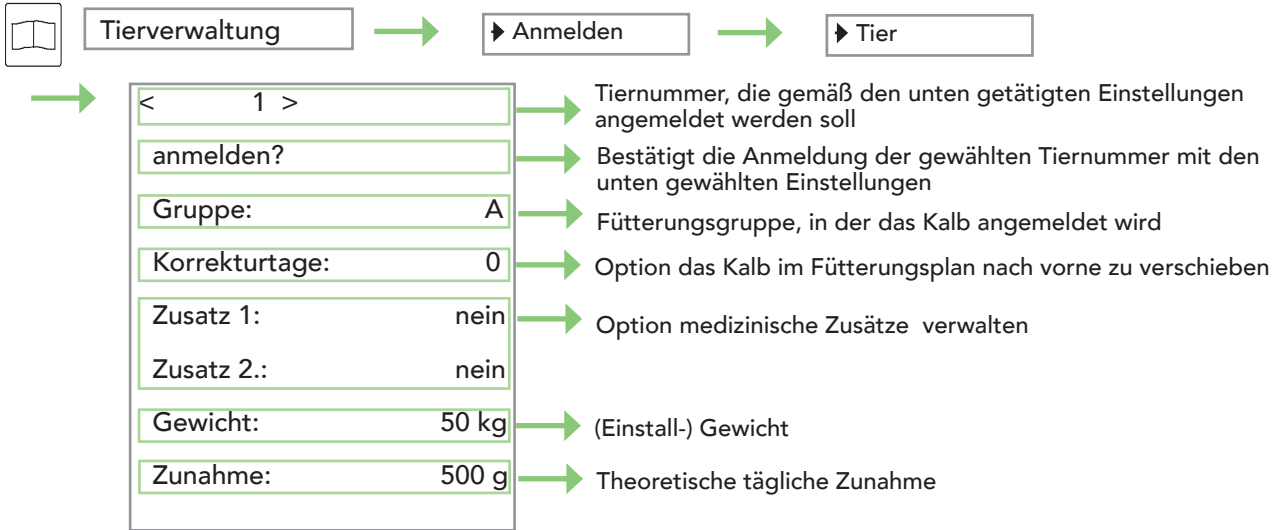 Tierverwaltung
Anmelden
Tier
< 1 >
Tiernummer, die gemäß den unten getätigten Einstellungen
angemeldet werden soll
anmelden?
Bestätigt die Anmeldung der gewählten Tiernummer mit den
unten gewählten Einstellungen
Gruppe: A
Fütterungsgruppe, in der das Kalb angemeldet wird
Korrekturtage: 0
Option das Kalb im Fütterungsplan nach vorne zu verschieben
Zusatz 1: nein
Option medizinische Zusätze verwalten
Zusatz 2.: nein
Gewicht: 50 kg
(Einstall-) Gewicht
Zunahme: 500 g
Theoretische tägliche Zunahme